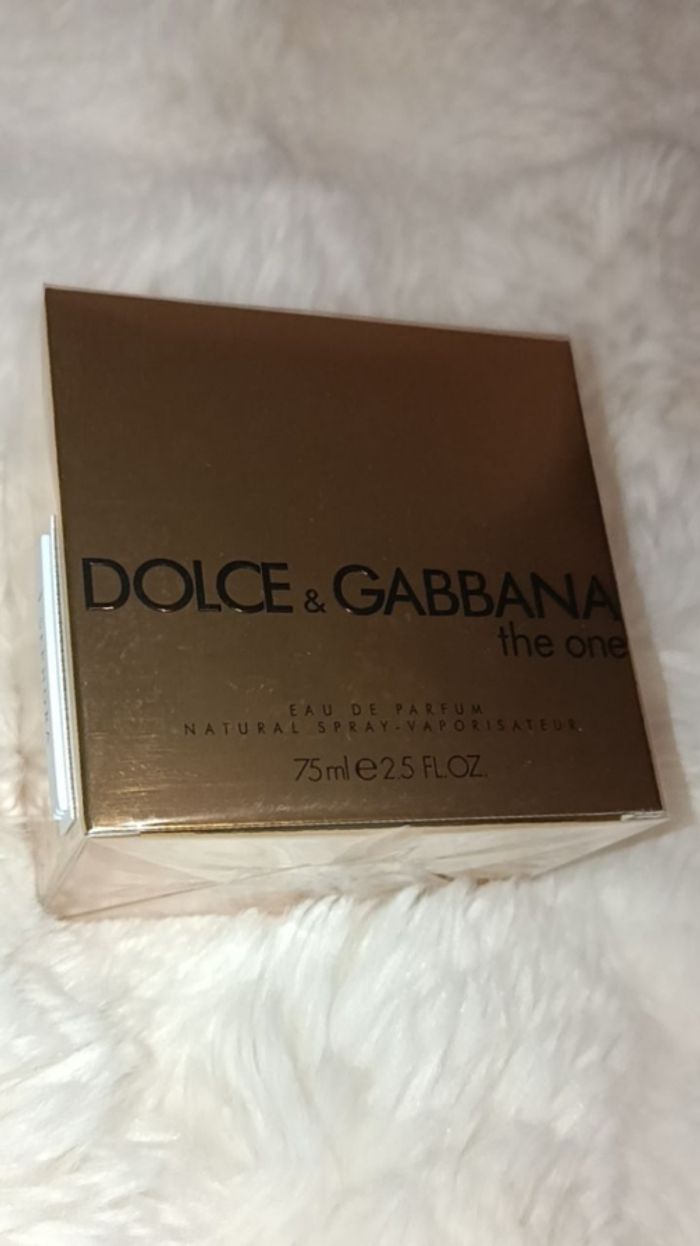 DOLCE & GABBANA
the one
EAU DE PARFUM
NATURAL SPRAY-VAPORISATEUR
75ml e 2.5 FL.OZ.